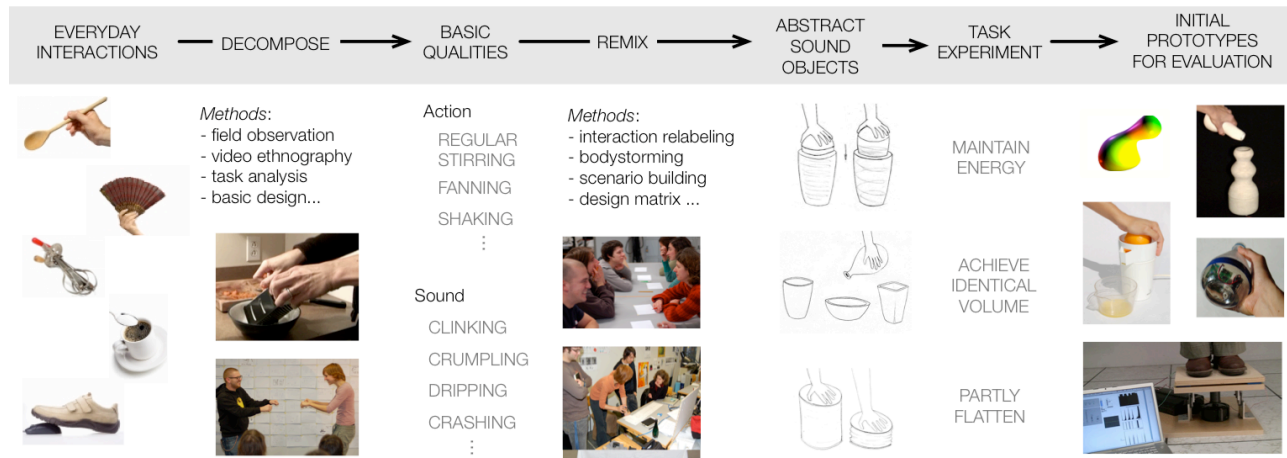 EVERYDAY
INTERACTIONS
DECOMPOSE
BASIC
QUALITIES
REMIX
ABSTRACT
SOUND
OBJECTS
TASK
EXPERIMENT
INITIAL
PROTOTYPES
FOR EVALUATION
Methods:
- field observation
- video ethnography
- task analysis
- basic design...
Action
REGULAR
STIRRING
FANNING
SHAKING
⋮
Sound
CLINKING
CRUMPLING
DRIPPING
CRASHING
⋮
Methods:
- interaction relabeling
- bodystorming
- scenario building
- design matrix ...
MAINTAIN
ENERGY
ACHIEVE
IDENTICAL
VOLUME
PARTLY
FLATTEN